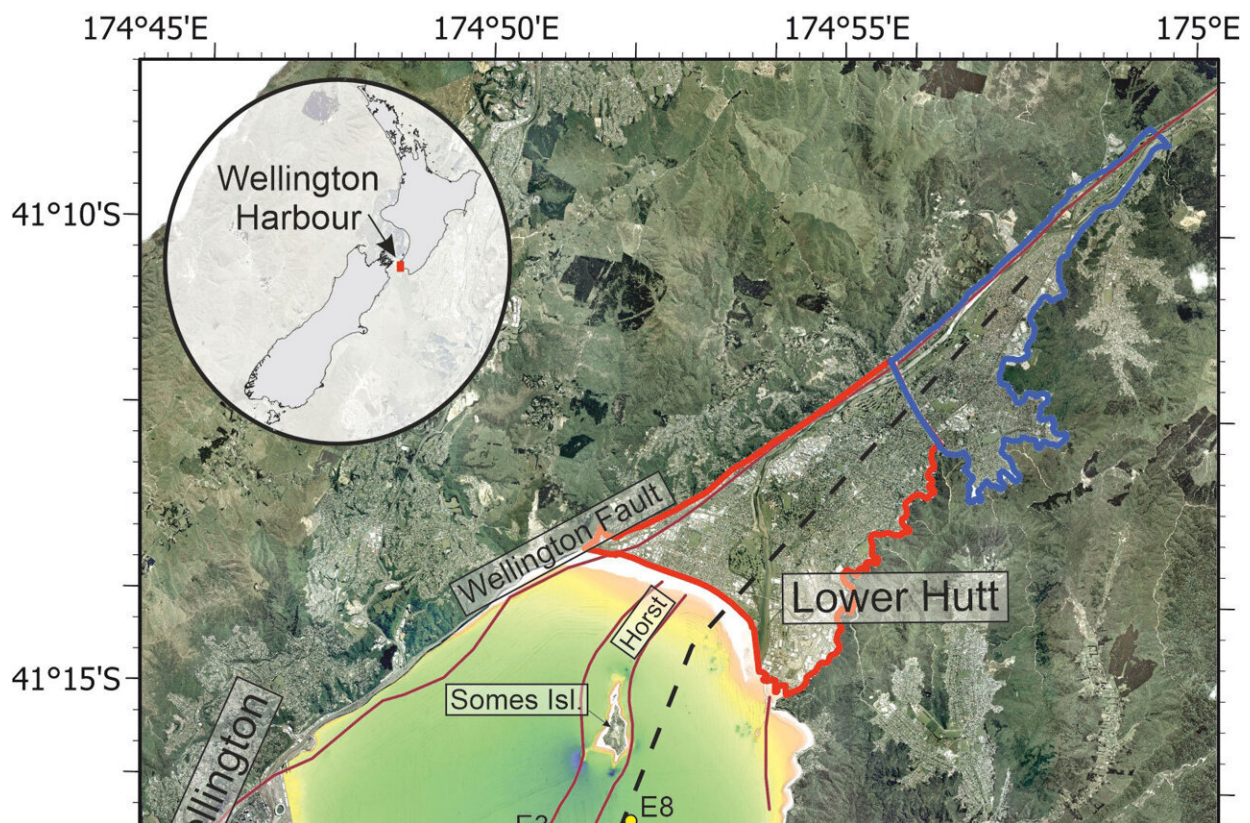 174°45'E
174°50'E
174°55'E
175°E
Wellington
Harbour
41°10'S
Wellington Fault
Lower Hutt
Horst
41°15'S
Somes Isl.
E8